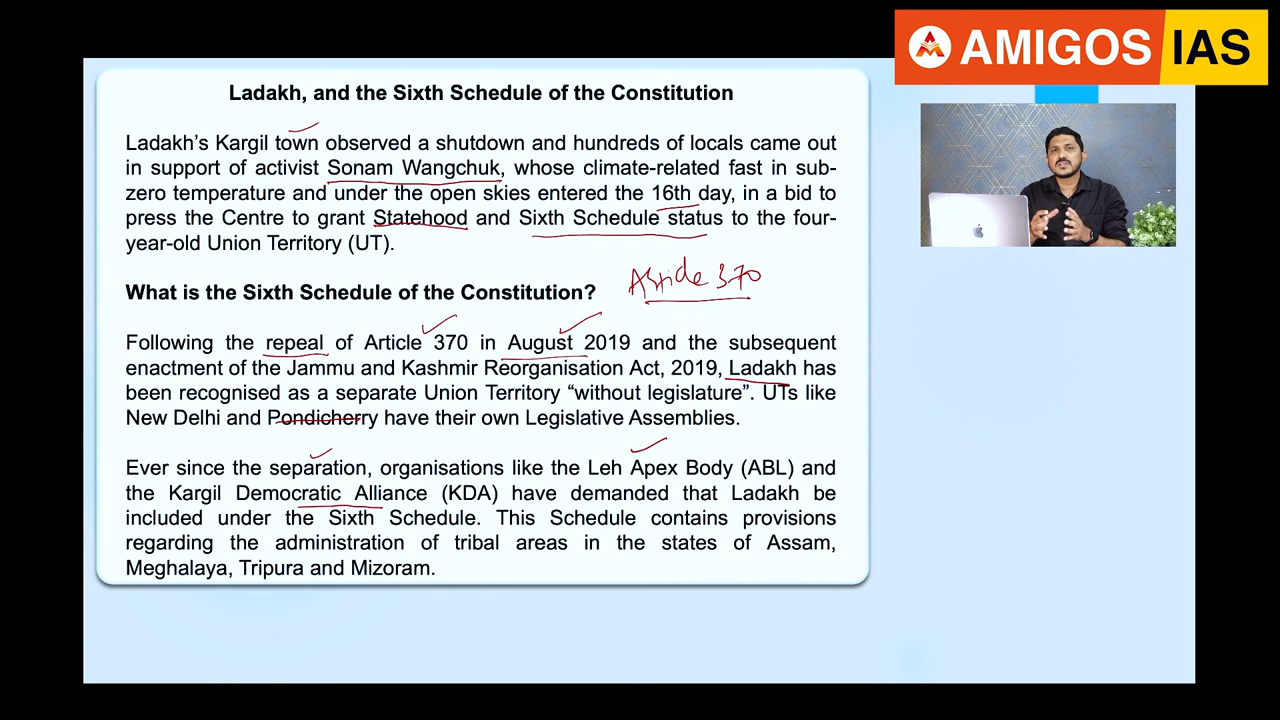 AMIGOS IAS
Ladakh, and the Sixth Schedule of the Constitution
Ladakh's Kargil town observed a shutdown and hundreds of locals came out
in support of activist Sonam Wangchuk, whose climate-related fast in sub-
zero temperature and under the open skies entered the 16th day, in a bid to
press the Centre to grant Statehood and Sixth Schedule status to the four-
year-old Union Territory (UT).
Article 370
What is the Sixth Schedule of the Constitution?
Following the repeal of Article 370 in August 2019 and the subsequent
enactment of the Jammu and Kashmir Reorganisation Act, 2019, Ladakh has
been recognised as a separate Union Territory “without legislature”. UTs like
New Delhi and Pondicherry have their own Legislative Assemblies.
Ever since the separation, organisations like the Leh Apex Body (ABL) and
the Kargil Democratic Alliance (KDA) have demanded that Ladakh be
included under the Sixth Schedule. This Schedule contains provisions
regarding the administration of tribal areas in the states of Assam,
Meghalaya, Tripura and Mizoram.